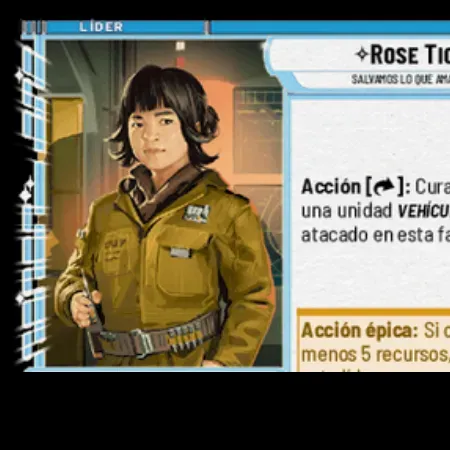 LÍDER
ROSE TIC
SALVAMOS LO QUE AMA
Acción [ ]: Cura
una unidad VEHÍCU
atacado en esta fa
Acción épica: Si c
menos 5 recursos,